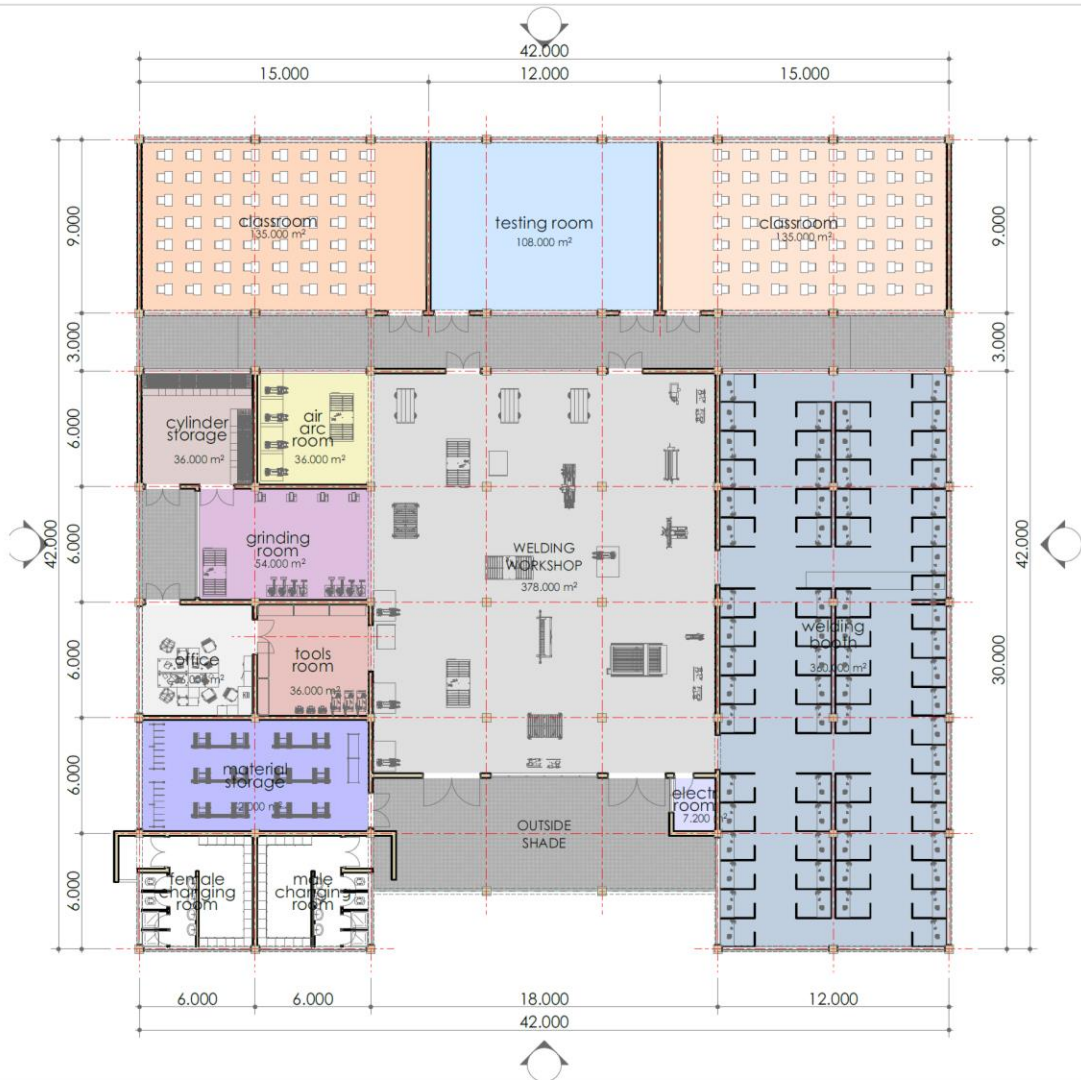 42.000
15.000
12.000
15.000
9.000
9.000
classroom
135.000 m²
testing room
108.000 m²
classroom
135.000 m²
3.000
3.000
6.000
cylinder
storage
36.000 m²
air
arc
room
36.000 m²
42.000
6.000
grinding
room
54.000 m²
WELDING
WORKSHOP
378.000 m²
42.000
6.000
office
tools
room
36.000 m²
welding
booth
360.000 m²
30.000
6.000
material
storage
electr
room
7.200 m²
OUTSIDE
SHADE
6.000
female
changing
room
male
changing
room
6.000
6.000
18.000
12.000
42.000